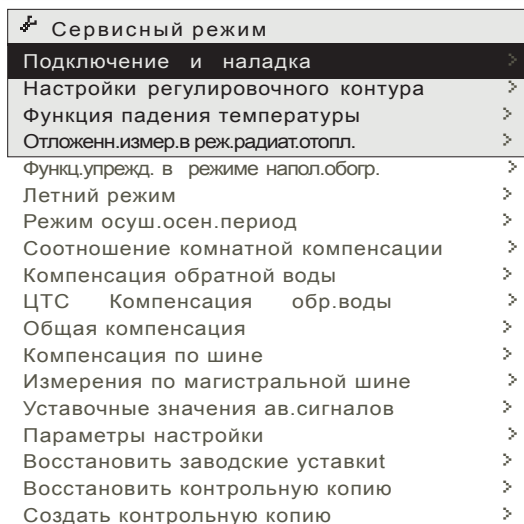 Сервисный режим
Подключение и наладка >
Настройки регулировочного контура >
Функция падения температуры >
Отложенн.измер.в реж.радиат.отопл. >
Функц.упрежд. в режиме напол.обогр. >
Летний режим >
Режим осуш.осен.период >
Соотношение комнатной компенсации >
Компенсация обратной воды >
ЦТС Компенсация обр.воды >
Общая компенсация >
Компенсация по шине >
Измерения по магистральной шине >
Уставочные значения ав.сигналов >
Параметры настройки >
Восстановить заводские уставкиt >
Восстановить контрольную копию >
Создать контрольную копию >